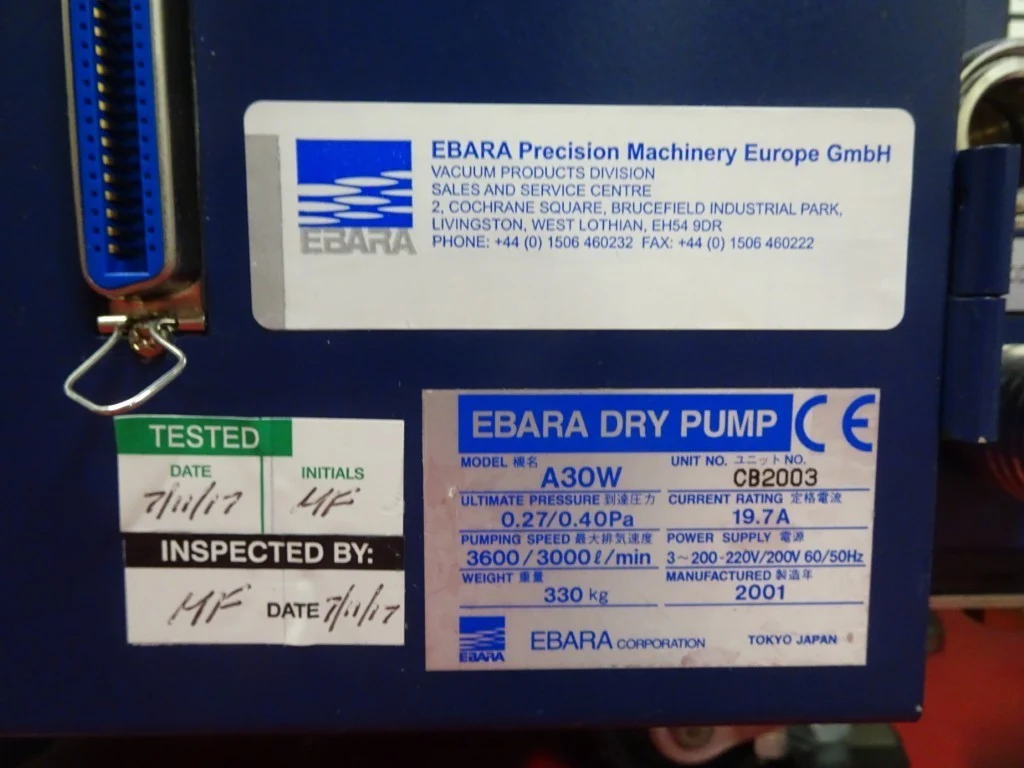 EBARA
EBARA Precision Machinery Europe GmbH
VACUUM PRODUCTS DIVISION
SALES AND SERVICE CENTRE
2, COCHRANE SQUARE, BRUCEFIELD INDUSTRIAL PARK,
LIVINGSTON, WEST LOTHIAN, EH54 9DR
PHONE: +44 (0) 1506 460232 FAX: +44 (0) 1506 460222
TESTED
DATE INITIALS
7/11/17 MF
INSPECTED BY:
MF DATE 7/11/17
EBARA DRY PUMP CE
MODEL 機名 UNIT NO. ユニット NO.
A30W CB2003
ULTIMATE PRESSURE 到達圧力 CURRENT RATING 定格電流
0.27/0.40Pa 19.7A
PUMPING SPEED 最大排気速度 POWER SUPPLY 電源
3600/3000ℓ/min 3~200-220V/200V 60/50Hz
WEIGHT 重量 MANUFACTURED 製造年
330 kg 2001
EBARA EBARA CORPORATION TOKYO JAPAN